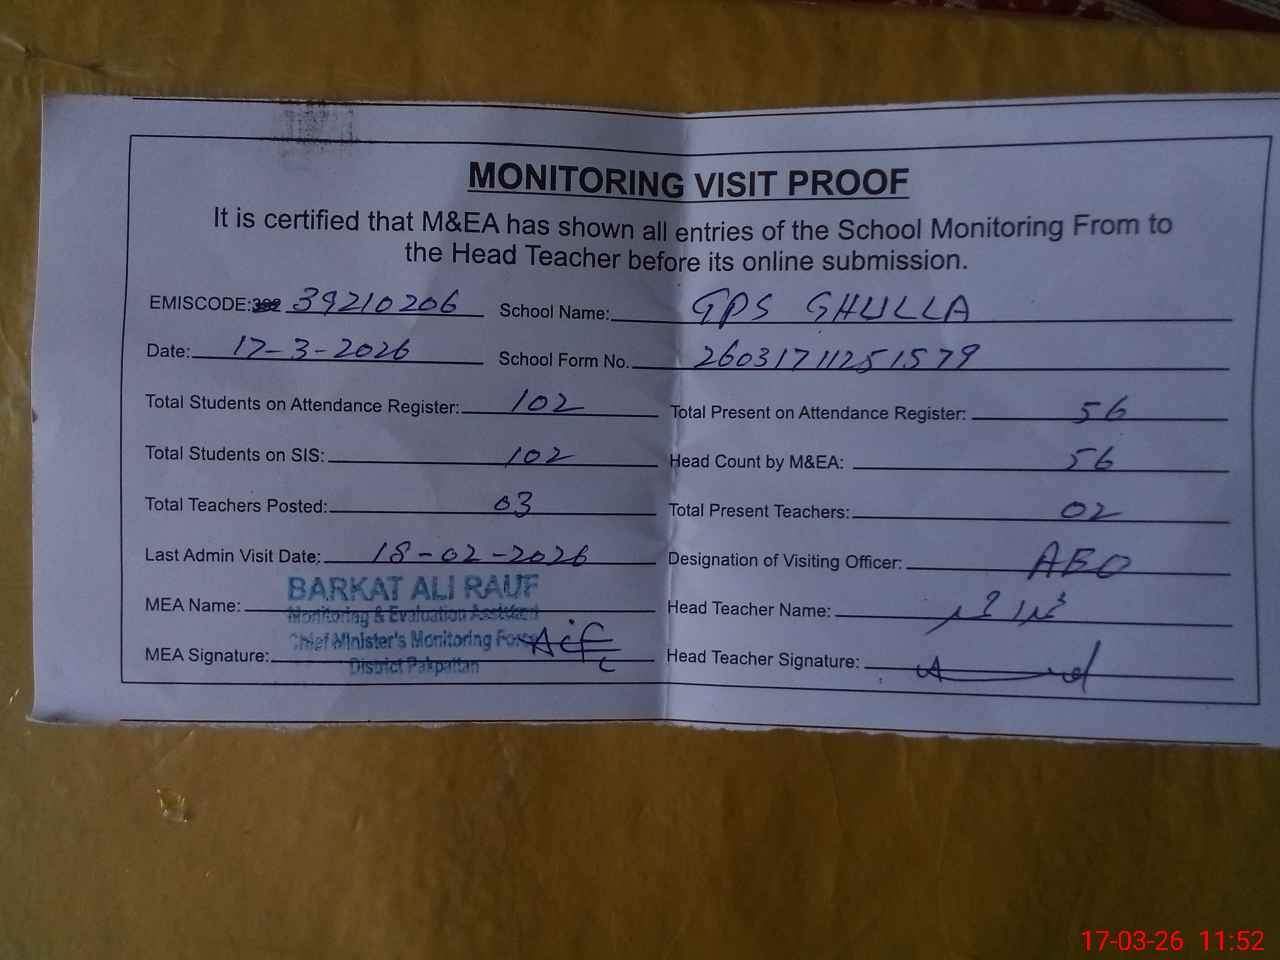 MONITORING VISIT PROOF
It is certified that M&EA has shown all entries of the School Monitoring From to
the Head Teacher before its online submission.
EMISCODE: 39210206 School Name: GPS GHULLA
Date: 17-3-2026 School Form No. 26031711251579
Total Students on Attendance Register: 102 Total Present on Attendance Register: 56
Total Students on SIS: 102 Head Count by M&EA: 56
Total Teachers Posted: 03 Total Present Teachers: 02
Last Admin Visit Date: 18-02-2026 Designation of Visiting Officer: AEO
MEA Name: BARKAT ALI RAUF Head Teacher Name:
Monitoring & Evaluation Assistant
Chief Minister's Monitoring Force
MEA Signature: Head Teacher Signature:
District Pakpattan
17-03-26 11:52